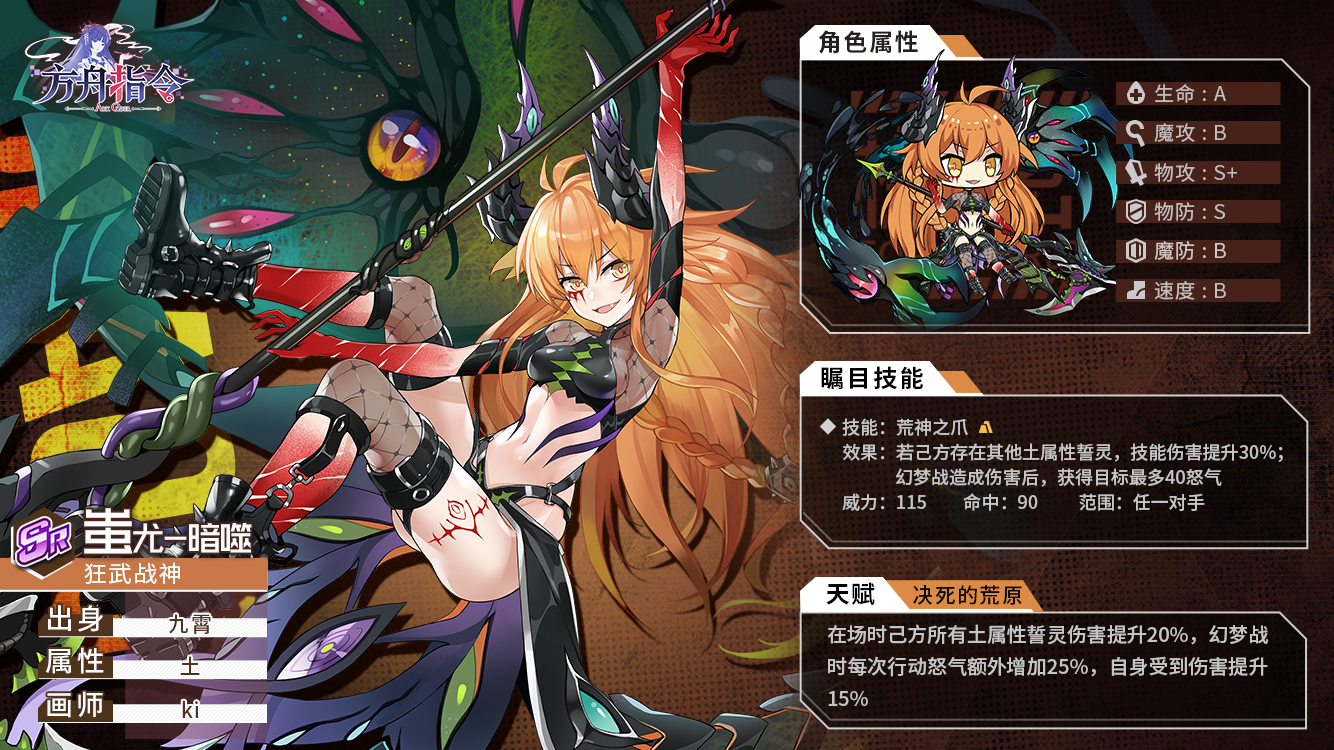 方舟指令
SR
蚩尤-暗噬
狂武战神
出身 九霄
属性 土
画师 ki
角色属性
生命：A
魔攻：B
物攻：S+
物防：S
魔防：B
速度：B
瞩目技能
技能：荒神之爪
效果：若己方存在其他土属性誓灵，技能伤害提升30%；
幻梦战造成伤害后，获得目标最多40怒气
威力：115 命中：90 范围：任一对手
天赋 决死的荒原
在场时己方所有土属性誓灵伤害提升20%，幻梦战
时每次行动怒气额外增加25%，自身受到伤害提升
15%